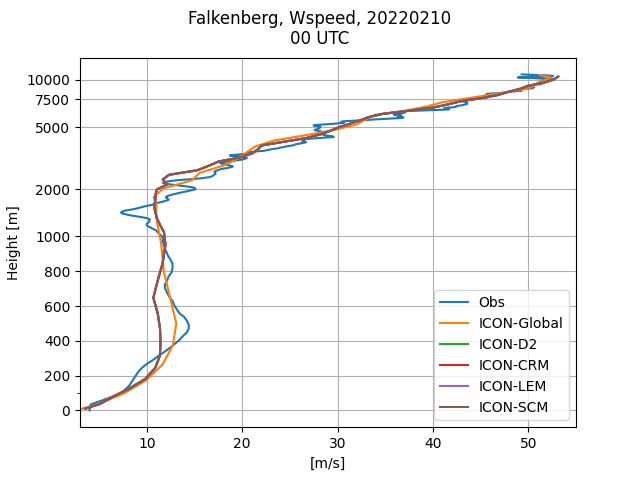 Falkenberg, Wspeed, 20220210
00 UTC
10000
7500
5000
2000
1000
800
600
400
200
0
Height [m]
10
20
30
40
50
[m/s]
Obs
ICON-Global
ICON-D2
ICON-CRM
ICON-LEM
ICON-SCM